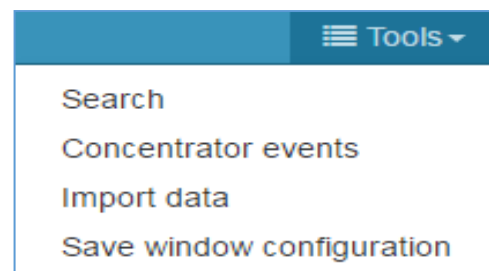 Tools
Search
Concentrator events
Import data
Save window configuration